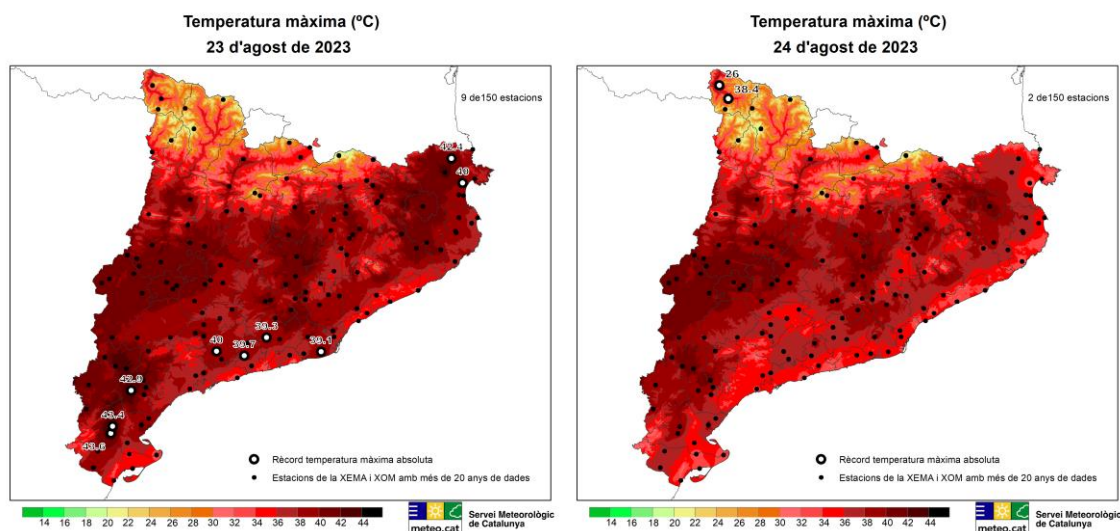 Temperatura màxima (ºC)
23 d'agost de 2023
9 de150 estacions
42.1
40
39.3
40
39.7
39.1
42.9
43.4
43.6
Rècord temperatura màxima absoluta
Estacions de la XEMA i XOM amb més de 20 anys de dades
14 16 18 20 22 24 26 28 30 32 34 36 38 40 42 44
meteo.cat
Servei Meteorològic
de Catalunya
Temperatura màxima (ºC)
24 d'agost de 2023
2 de150 estacions
26
38.4
Rècord temperatura màxima absoluta
Estacions de la XEMA i XOM amb més de 20 anys de dades
14 16 18 20 22 24 26 28 30 32 34 36 38 40 42 44
meteo.cat
Servei Meteorològic
de Catalunya